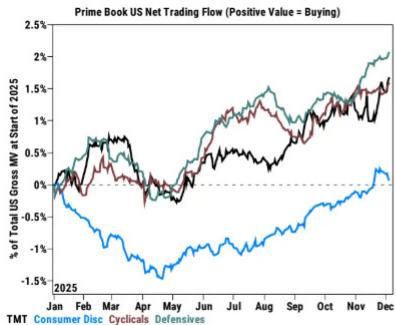 Prime Book US Net Trading Flow (Positive Value = Buying)
% of Total US Gross MV at Start of 2025
2.5%
2%
1.5%
1%
0.5%
0%
-0.5%
-1%
-1.5%
2025
Jan Feb Mar Apr May Jun Jul Aug Sep Oct Nov Dec
TMT Consumer Disc Cyclicals Defensives